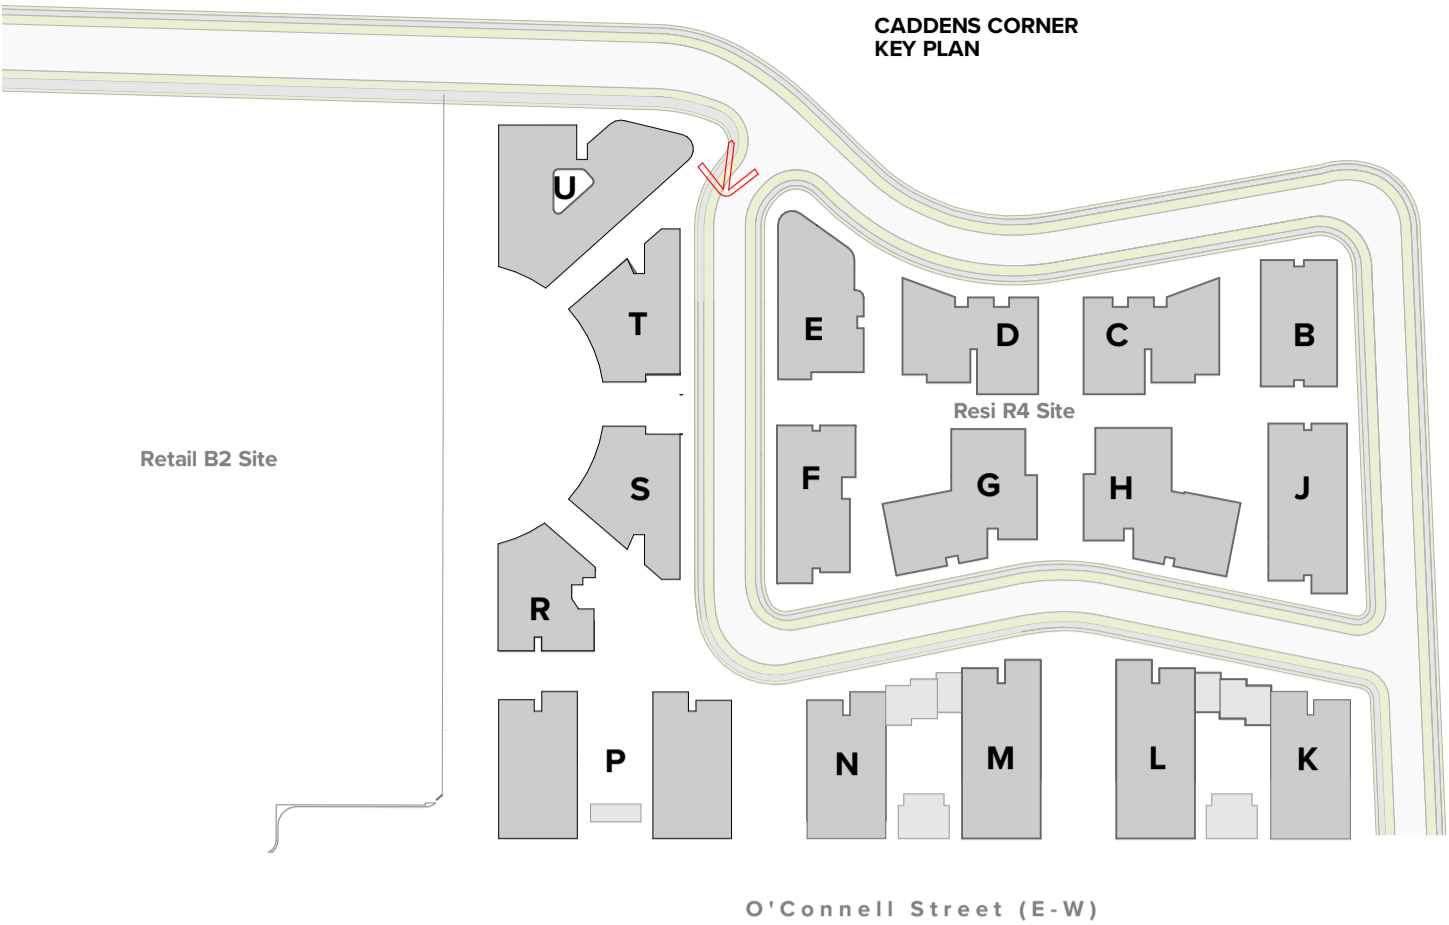 CADDENS CORNER
KEY PLAN
U
T
E
D
C
B
Resi R4 Site
Retail B2 Site
S
F
G
H
J
R
P
N
M
L
K
O'Connell Street (E-W)